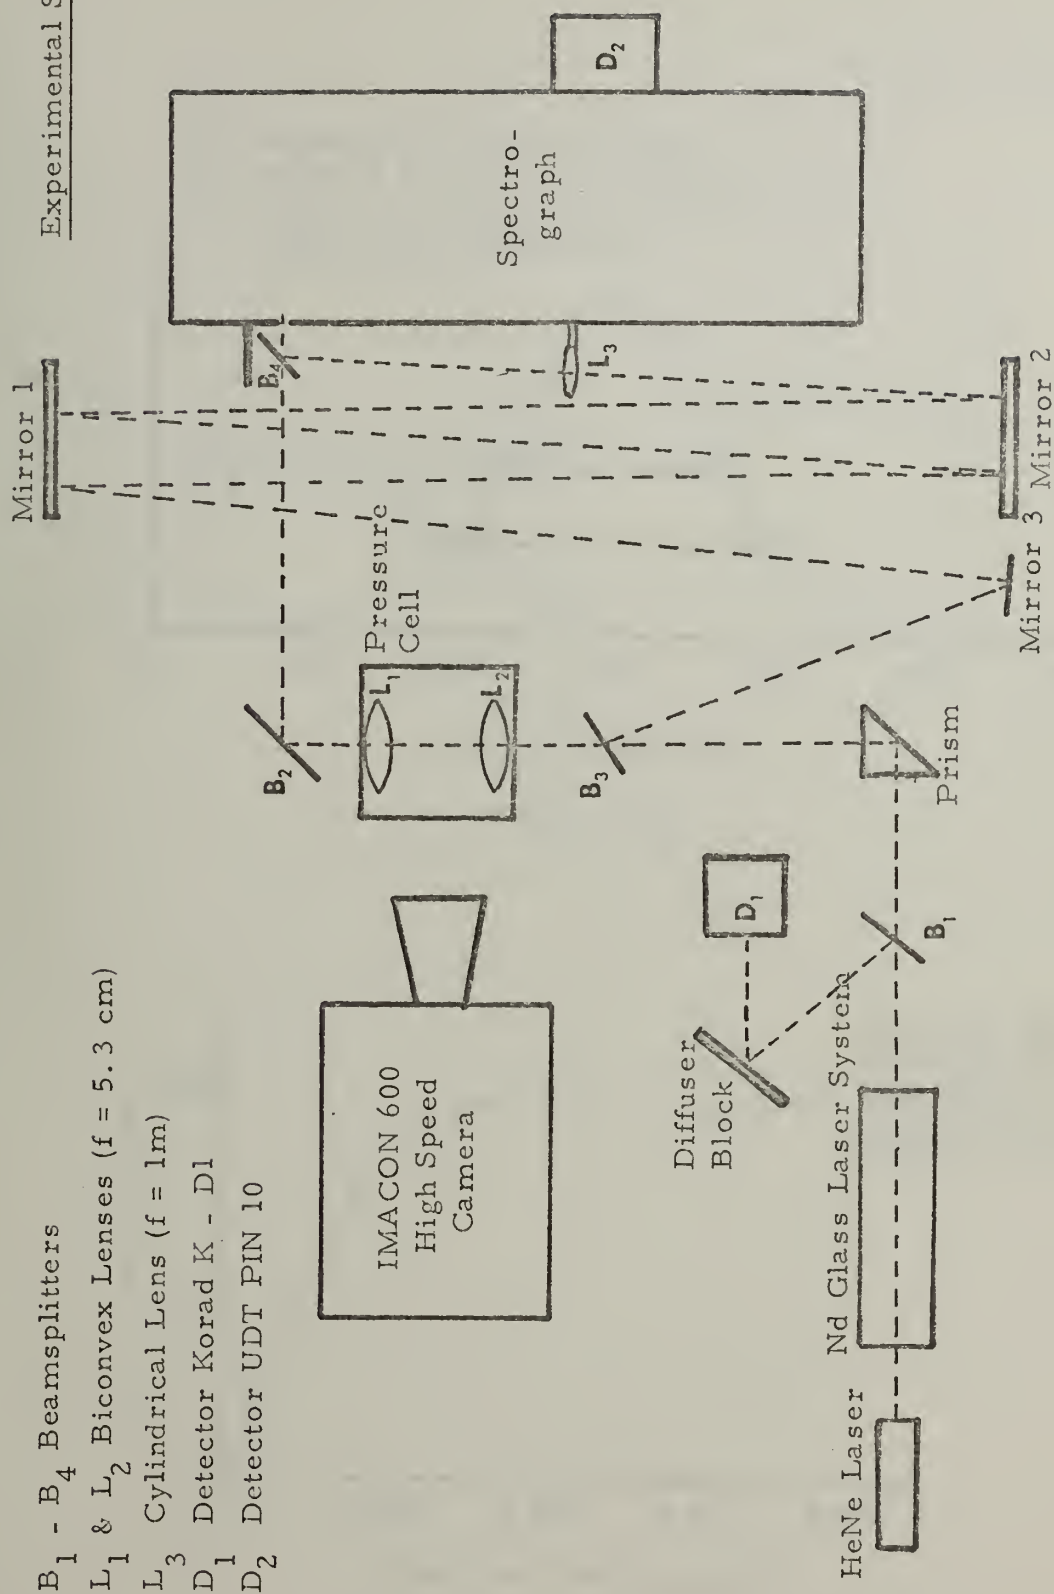 Experimental
B1 - B4 Beamsplitters
L1 & L2 Biconvex Lenses (f = 5.3 cm)
L3 Cylindrical Lens (f = 1m)
D1 Detector Korad K - D1
D2 Detector UDT PIN 10
Mirror 1
Spectro-
graph
D2
B4
L3
Mirror 2
Mirror 3
Pressure
Cell
L1
L2
B2
B3
Prism
IMACON 600
High Speed
Camera
D1
B1
Diffuser
Block
Nd Glass Laser System
HeNe Laser